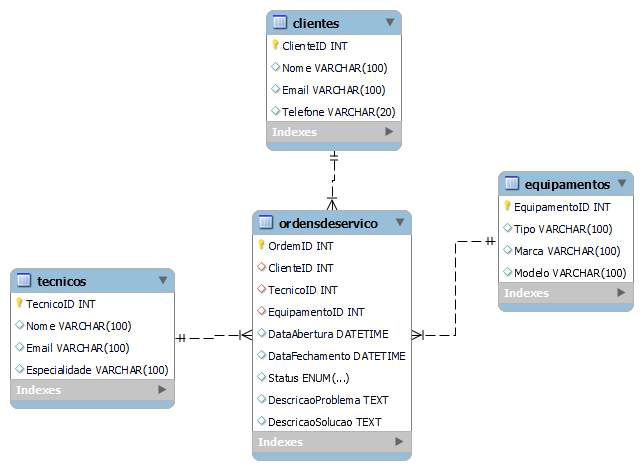 clientes
ClienteID INT
Nome VARCHAR(100)
Email VARCHAR(100)
Telefone VARCHAR(20)
Indexes
equipamentos
EquipamentoID INT
Tipo VARCHAR(100)
Marca VARCHAR(100)
Modelo VARCHAR(100)
Indexes
ordensdeservico
OrdemID INT
ClienteID INT
TecnicoID INT
EquipamentoID INT
DataAbertura DATETIME
DataFechamento DATETIME
Status ENUM(...)
DescricaoProblema TEXT
DescricaoSolucao TEXT
Indexes
tecnicos
TecnicoID INT
Nome VARCHAR(100)
Email VARCHAR(100)
Especialidade VARCHAR(100)
Indexes